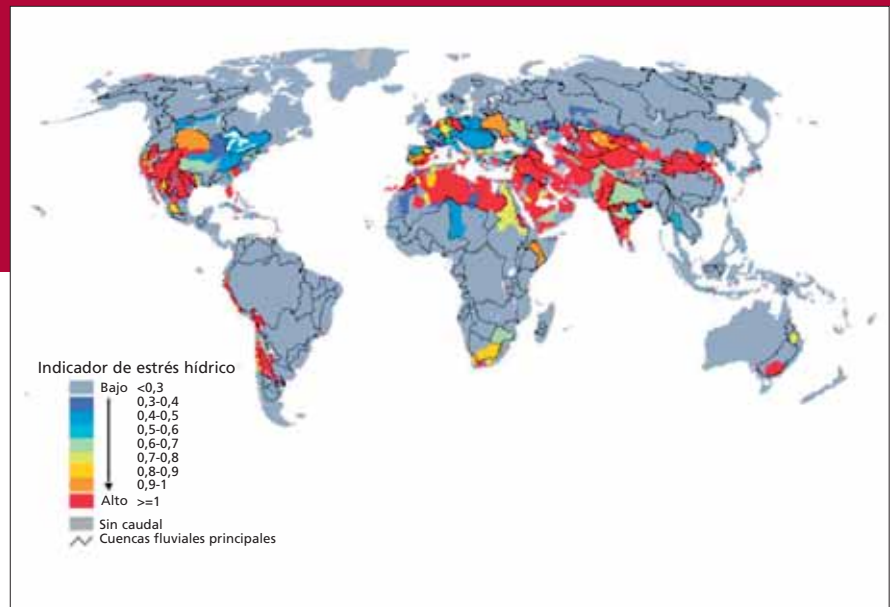 Indicador de estrés hídrico
Bajo <0,3
0,3-0,4
0,4-0,5
0,5-0,6
0,6-0,7
0,7-0,8
0,8-0,9
0,9-1
Alto >=1
Sin caudal
Cuencas fluviales principales